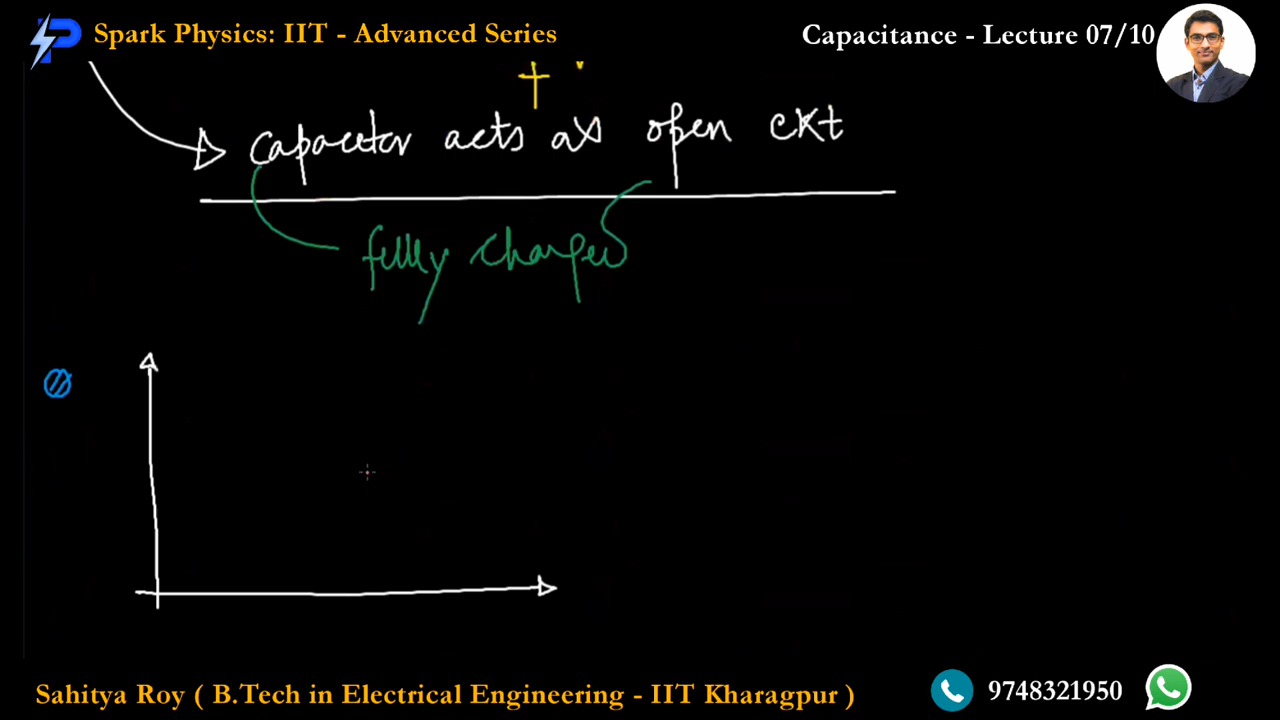 Spark Physics: IIT - Advanced Series
Capacitance - Lecture 07/10
capacitor acts as open ckt
fully charged
Sahitya Roy ( B.Tech in Electrical Engineering - IIT Kharagpur )
9748321950